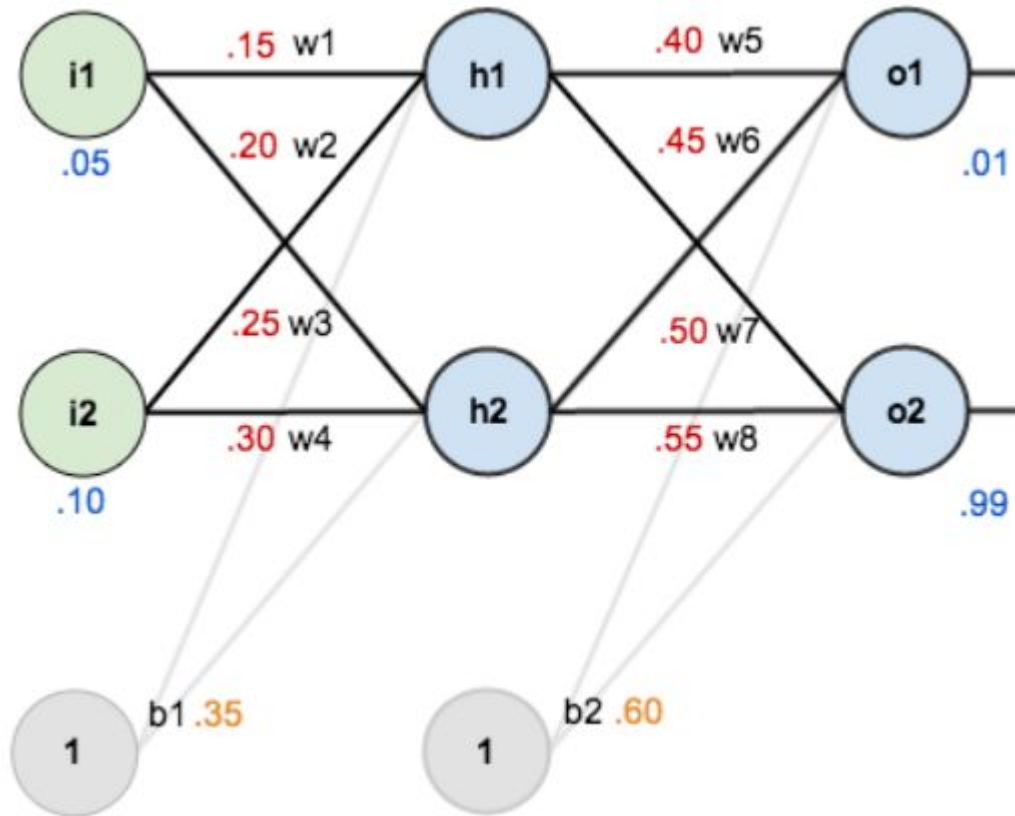 .15 w1
.40 w5
i1
h1
o1
.20 w2
.45 w6
.05
.01
.25 w3
.50 w7
i2
h2
o2
.30 w4
.55 w8
.10
.99
b1 .35
b2 .60
1
1